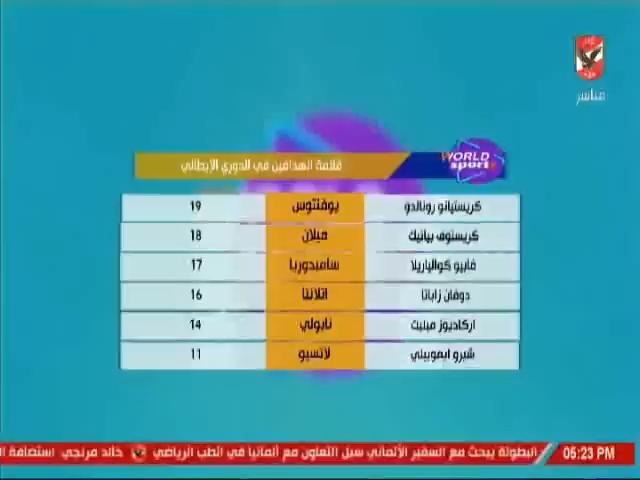 مباشر
WORLD
sport
قائمة الهدافين في الدوري الإيطالي
كريستيانو رونالدو يوفنتوس 19
كريستوف بيانيك ميلان 18
فابيو كوالياريلا سامبدوريا 17
دوفان زاباتا اتلانتا 16
اركاديوز ميليت نابولي 14
شيرو ايموبيلي لاتسيو 11
البطولة يبحث مع السفير الألماني سبل التعاون مع ألمانيا في الطب الرياضي خالد مرتجي استضافة
05:23 PM